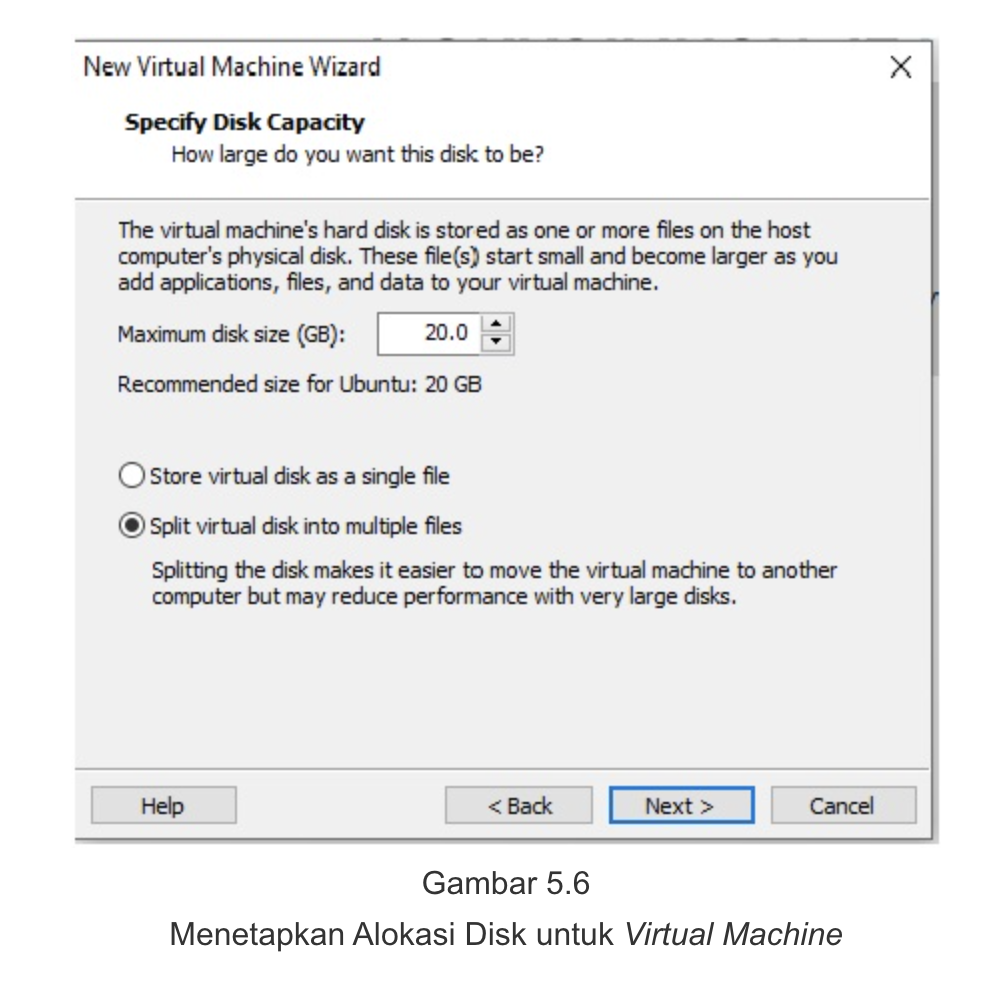 New Virtual Machine Wizard
Specify Disk Capacity
How large do you want this disk to be?
The virtual machine's hard disk is stored as one or more files on the host
computer's physical disk. These file(s) start small and become larger as you
add applications, files, and data to your virtual machine.
Maximum disk size (GB): 20.0
Recommended size for Ubuntu: 20 GB
Store virtual disk as a single file
Split virtual disk into multiple files
Splitting the disk makes it easier to move the virtual machine to another
computer but may reduce performance with very large disks.
Help < Back Next > Cancel
Gambar 5.6
Menetapkan Alokasi Disk untuk Virtual Machine